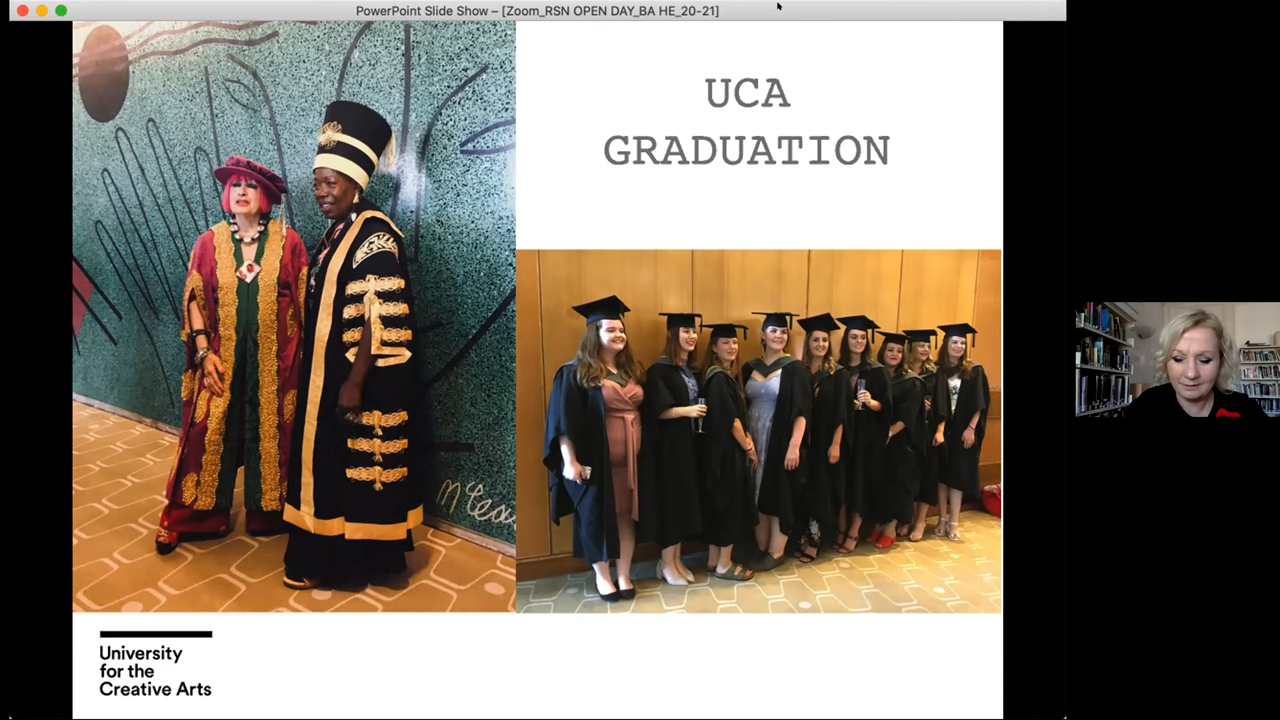 PowerPoint Slide Show – [Zoom_RSN OPEN DAY_BA HE_20-21]
UCA
GRADUATION
University
for the
Creative Arts